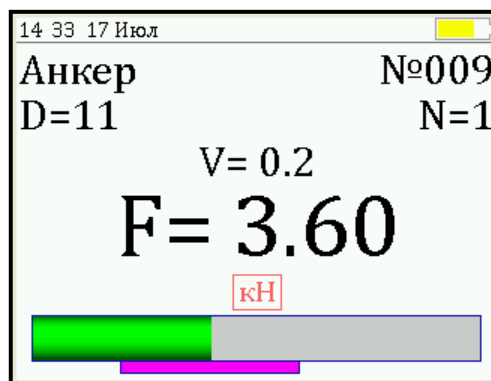 14 33 17 Июл
Анкер №009
D=11 N=1
V= 0.2
F= 3.60
кН